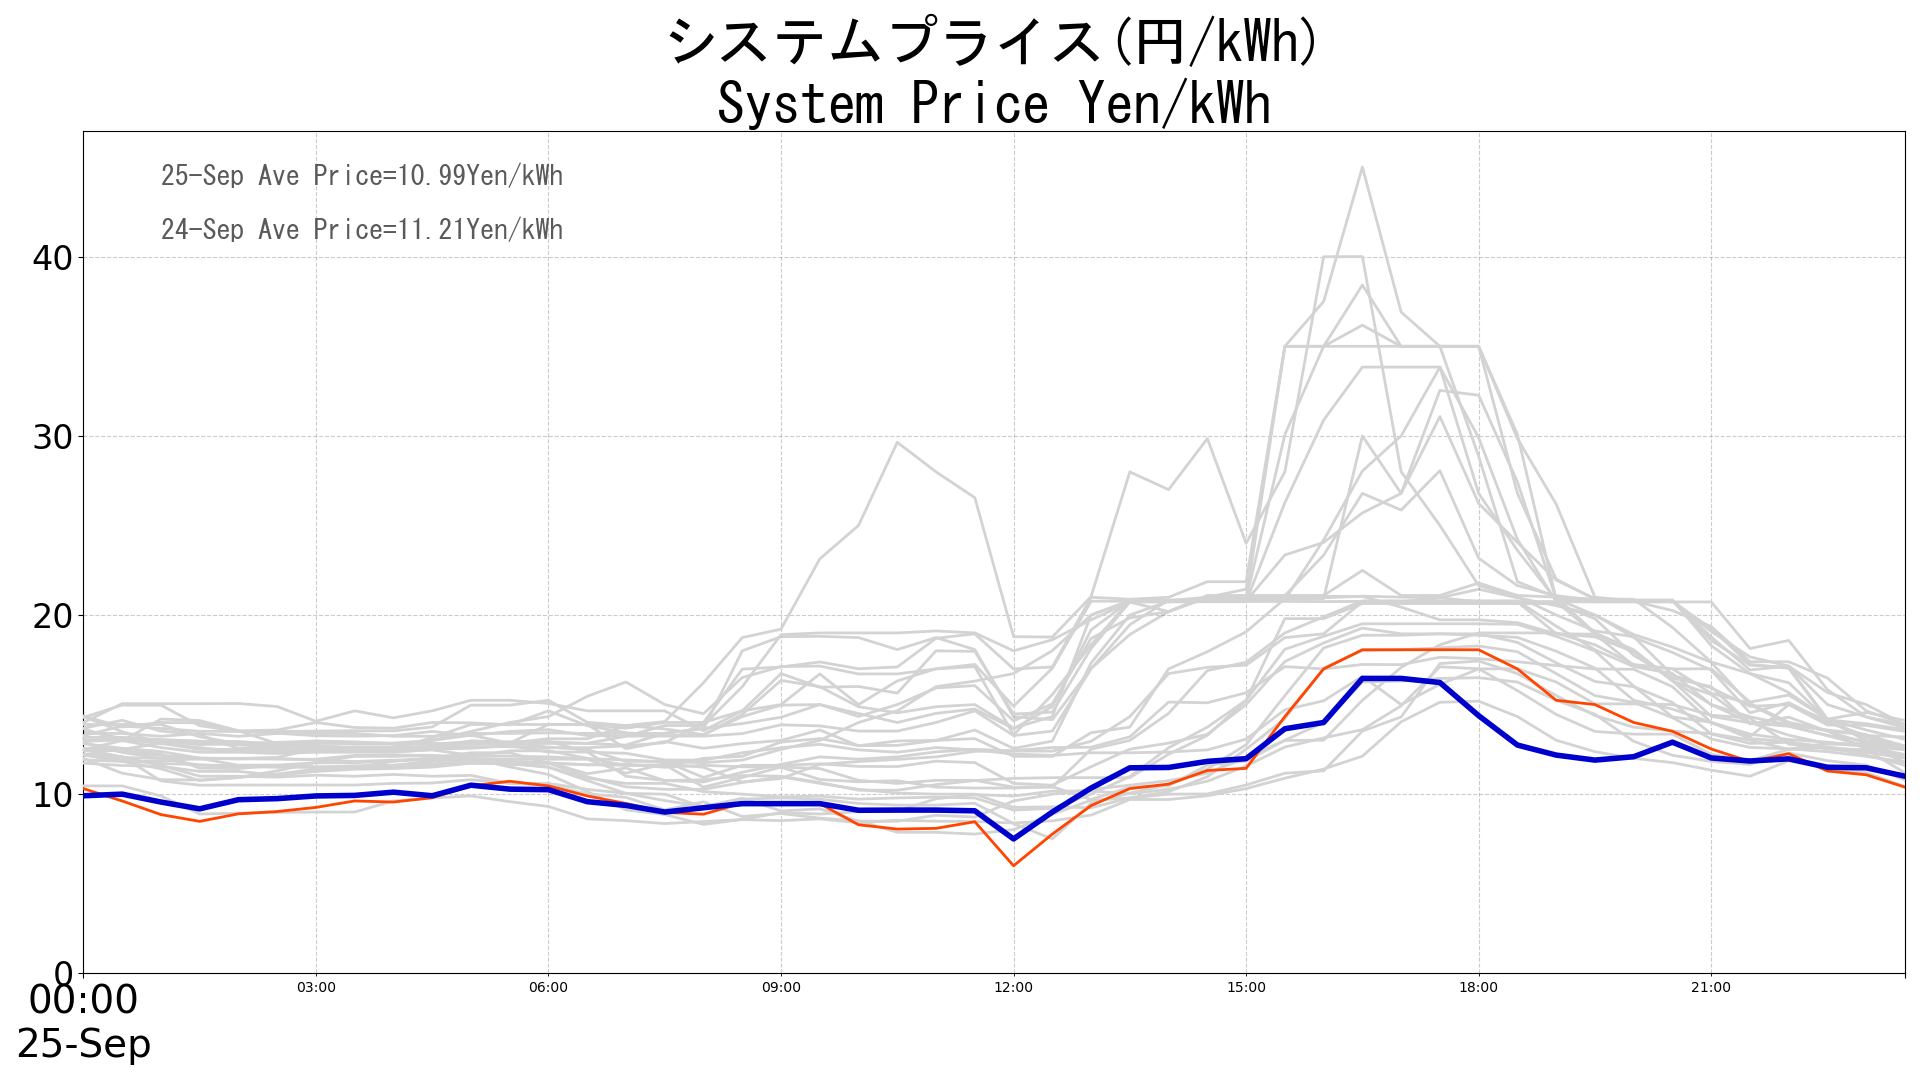 システムプライス(円/kWh)
System Price Yen/kWh
25-Sep Ave Price=10.99Yen/kWh
24-Sep Ave Price=11.21Yen/kWh
40
30
20
10
0
00:00 03:00 06:00 09:00 12:00 15:00 18:00 21:00
25-Sep